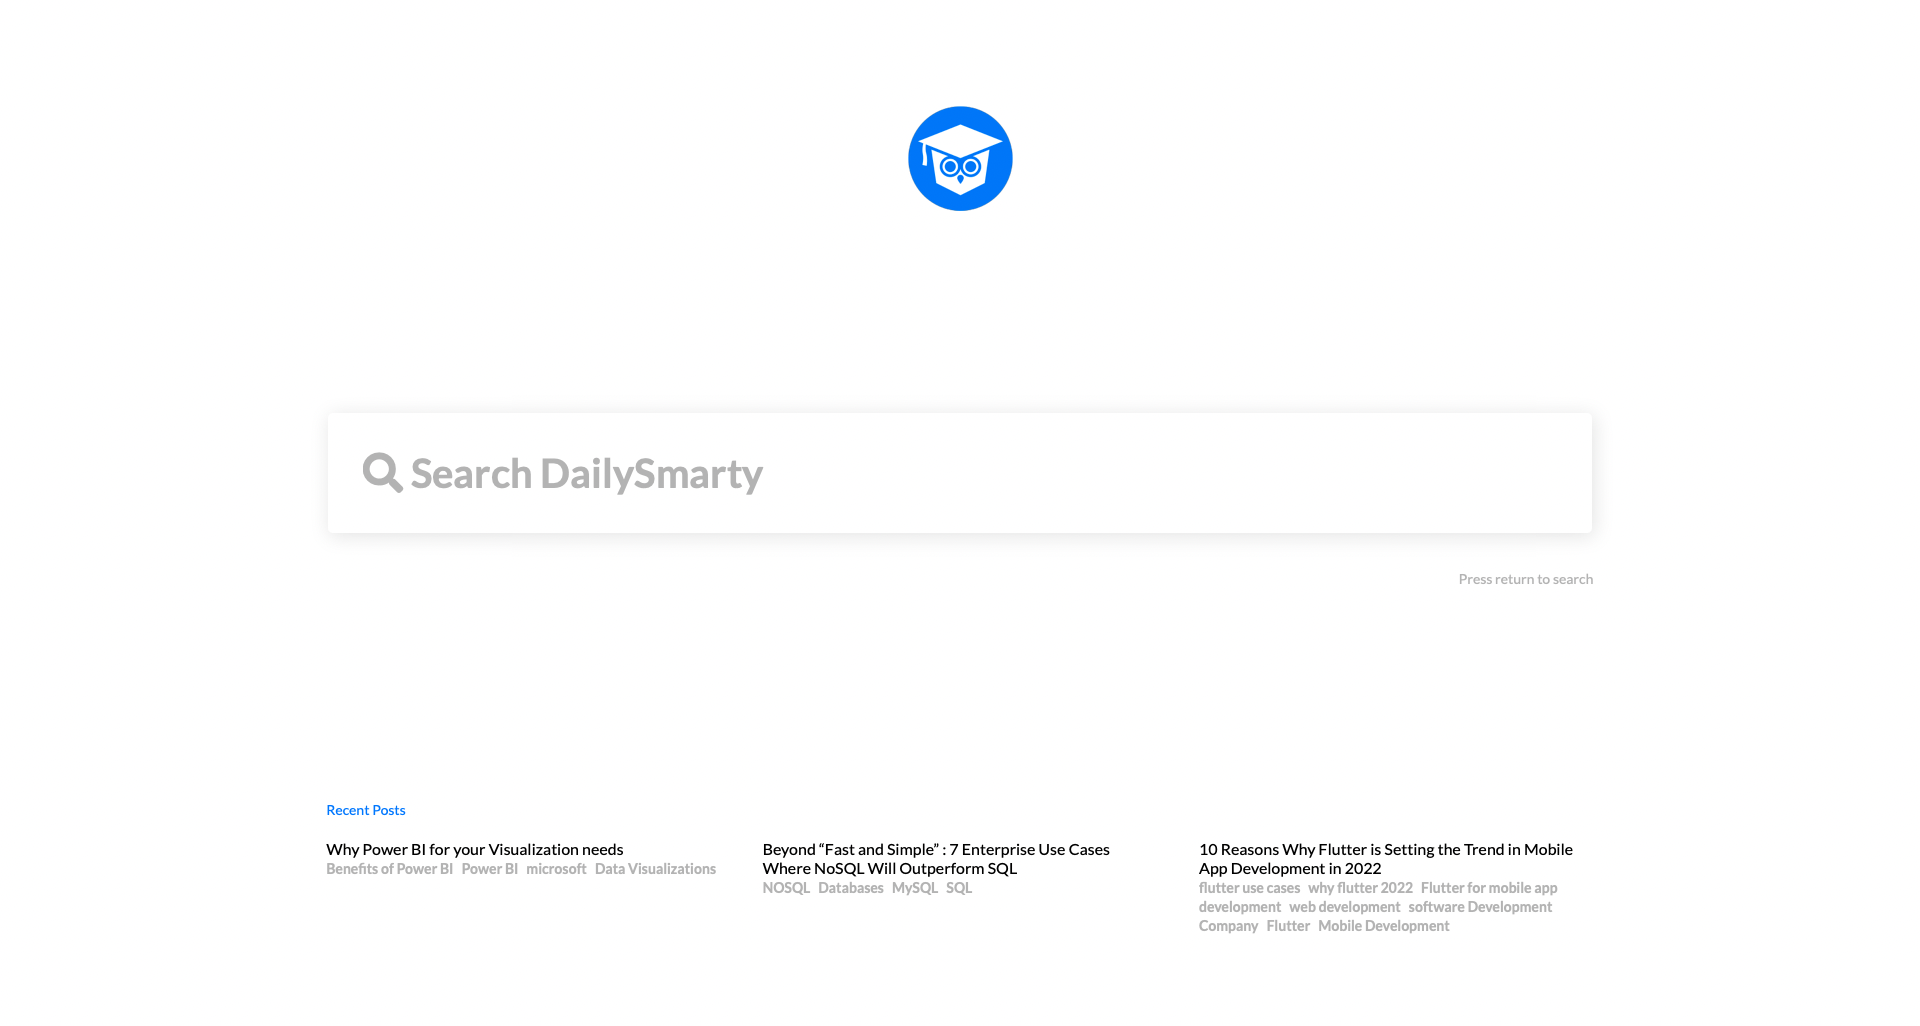 Search DailySmarty
Press return to search
Recent Posts
Why Power BI for your Visualization needs
Benefits of Power BI Power BI microsoft Data Visualizations
Beyond “Fast and Simple” : 7 Enterprise Use Cases
Where NoSQL Will Outperform SQL
NOSQL Databases MySQL SQL
10 Reasons Why Flutter is Setting the Trend in Mobile
App Development in 2022
flutter use cases why flutter 2022 Flutter for mobile app
development web development software Development
Company Flutter Mobile Development